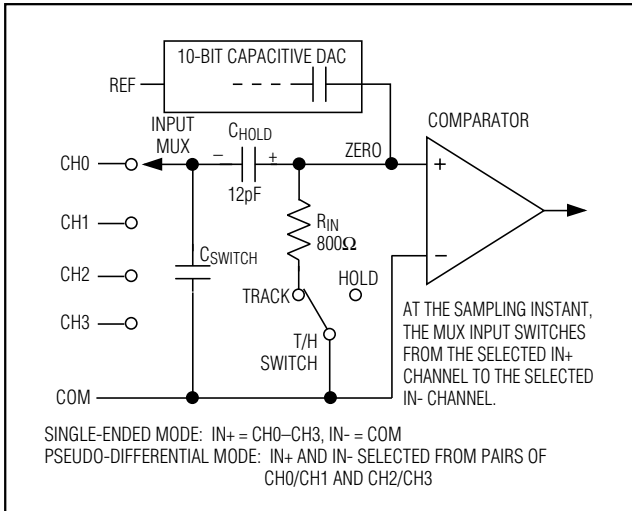 10-BIT CAPACITIVE DAC
REF
INPUT
MUX
CHOLD
ZERO
COMPARATOR
CH0
–
+
12pF
+
CH1
RIN
800Ω
CSWITCH
–
HOLD
CH2
TRACK
CH3
T/H
SWITCH
AT THE SAMPLING INSTANT,
THE MUX INPUT SWITCHES
FROM THE SELECTED IN+
CHANNEL TO THE SELECTED
IN- CHANNEL.
COM
SINGLE-ENDED MODE: IN+ = CH0–CH3, IN- = COM
PSEUDO-DIFFERENTIAL MODE: IN+ AND IN- SELECTED FROM PAIRS OF
CH0/CH1 AND CH2/CH3